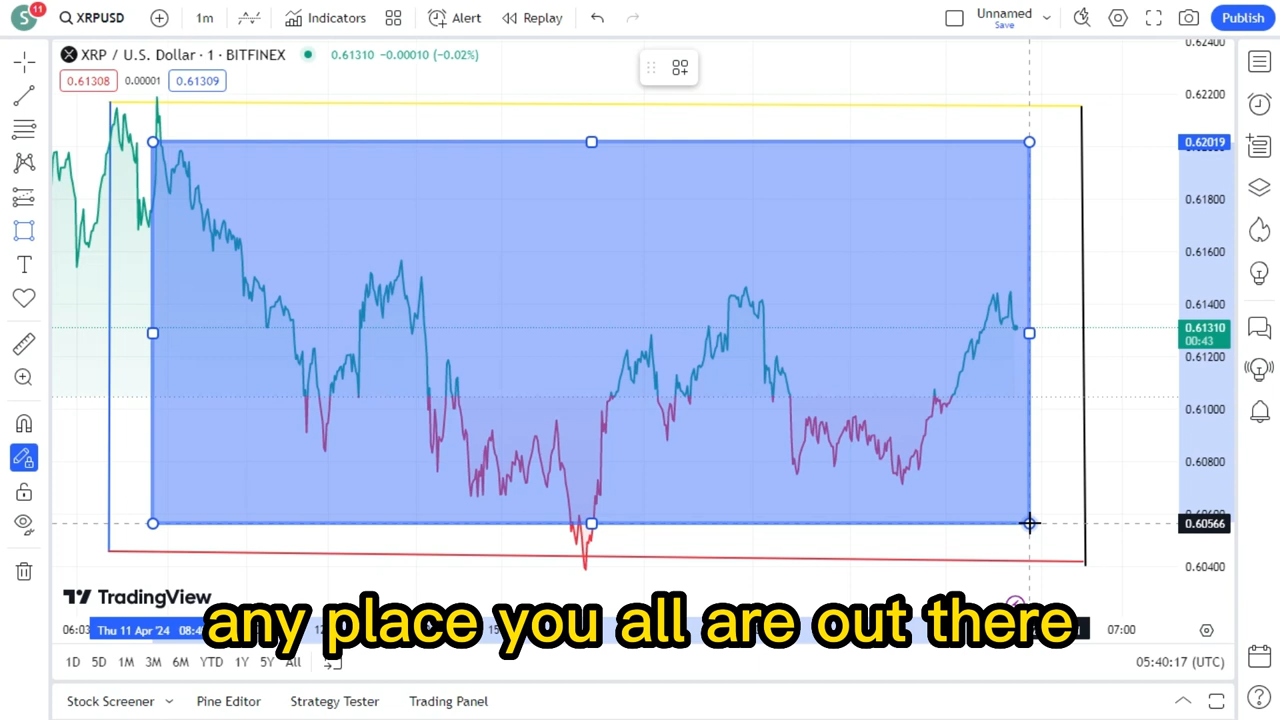 S 11 XRPUSD 1m Indicators Alert Replay Unnamed Save Publish
XRP / U.S. Dollar · 1 · BITFINEX 0.61310 −0.00010 (−0.02%)
0.61308 0.00001 0.61309
0.62400
0.62200
0.62019
0.61800
0.61600
0.61400
0.61310
00:43
0.61200
0.61000
0.60800
0.60566
0.60400
TradingView
any place you all are out there
06:03 Thu 11 Apr '24 07:00
1D 5D 1M 3M 6M YTD 1Y 5Y All 05:40:17 (UTC)
Stock Screener Pine Editor Strategy Tester Trading Panel